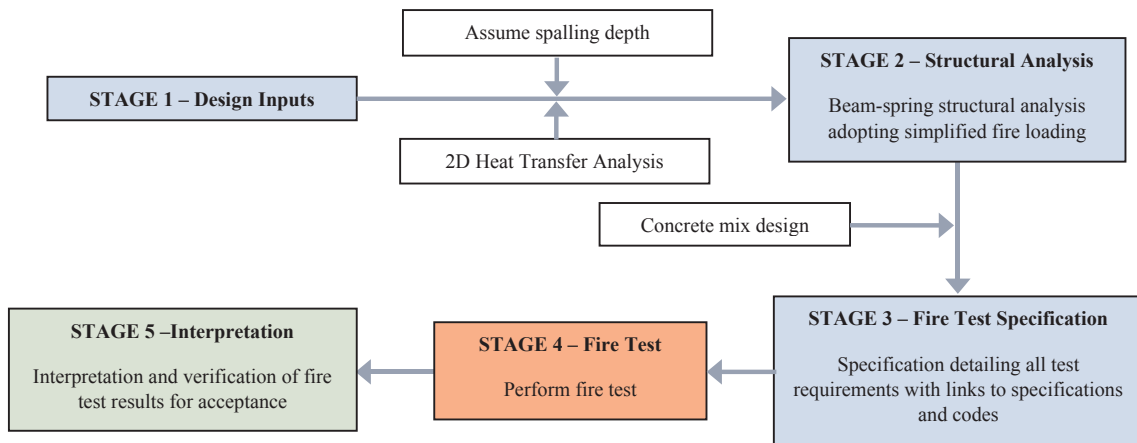 Assume spalling depth
STAGE 1 – Design Inputs
2D Heat Transfer Analysis
STAGE 2 – Structural Analysis
Beam-spring structural analysis
adopting simplified fire loading
Concrete mix design
STAGE 3 – Fire Test Specification
Specification detailing all test
requirements with links to specifications
and codes
STAGE 4 – Fire Test
Perform fire test
STAGE 5 –Interpretation
Interpretation and verification of fire
test results for acceptance